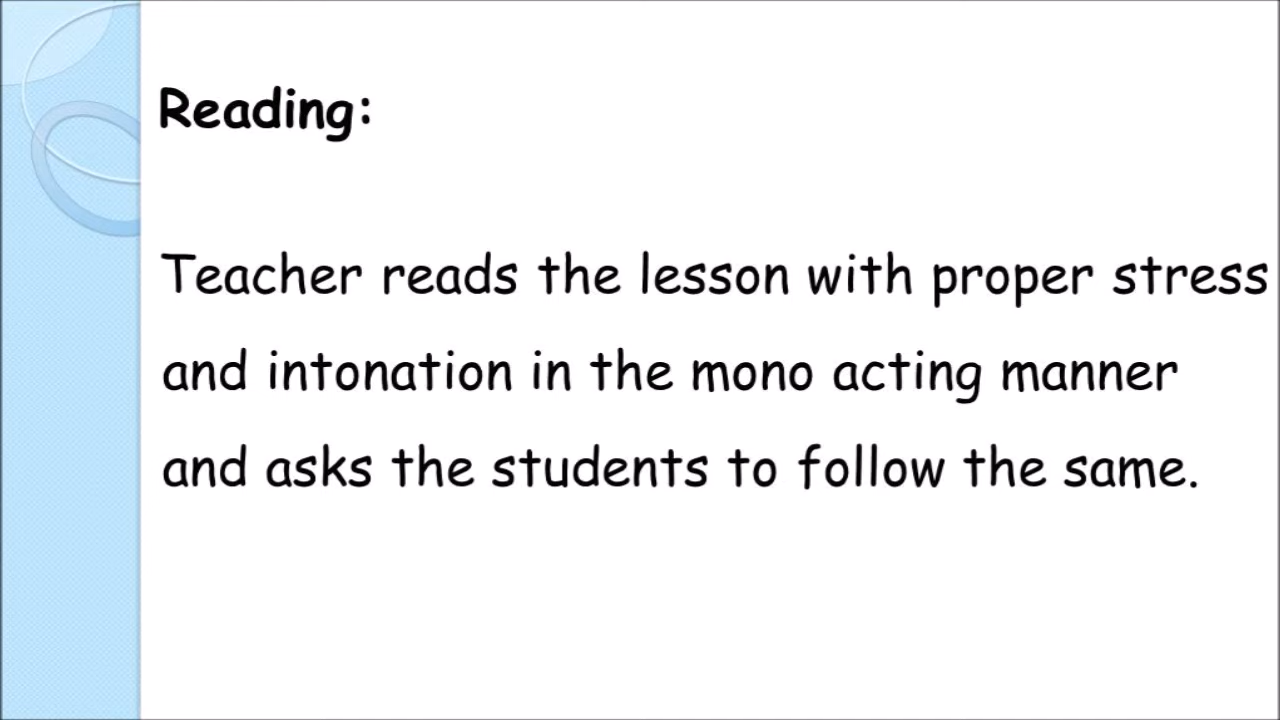 Reading:
Teacher reads the lesson with proper stress
and intonation in the mono acting manner
and asks the students to follow the same.